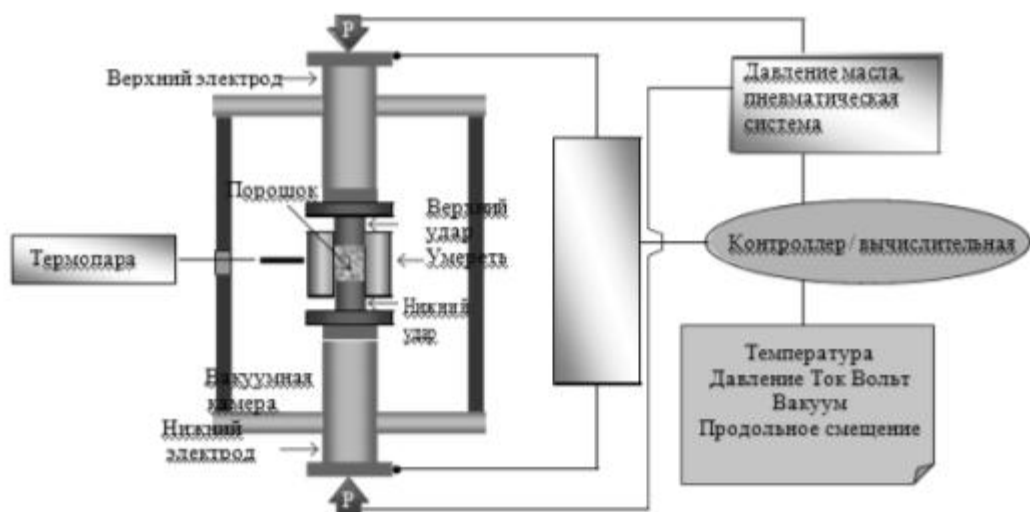 P
Верхний электрод
Давление масла,
пневматическая
система
Порошок
Верхний
удар
Умереть
Термопара
Контроллер / вычислительная
Нижний
удар
Вакуумная
камера
Нижний
электрод
Температура
Давление Ток Вольт
Вакуум
Продольное смещение
P